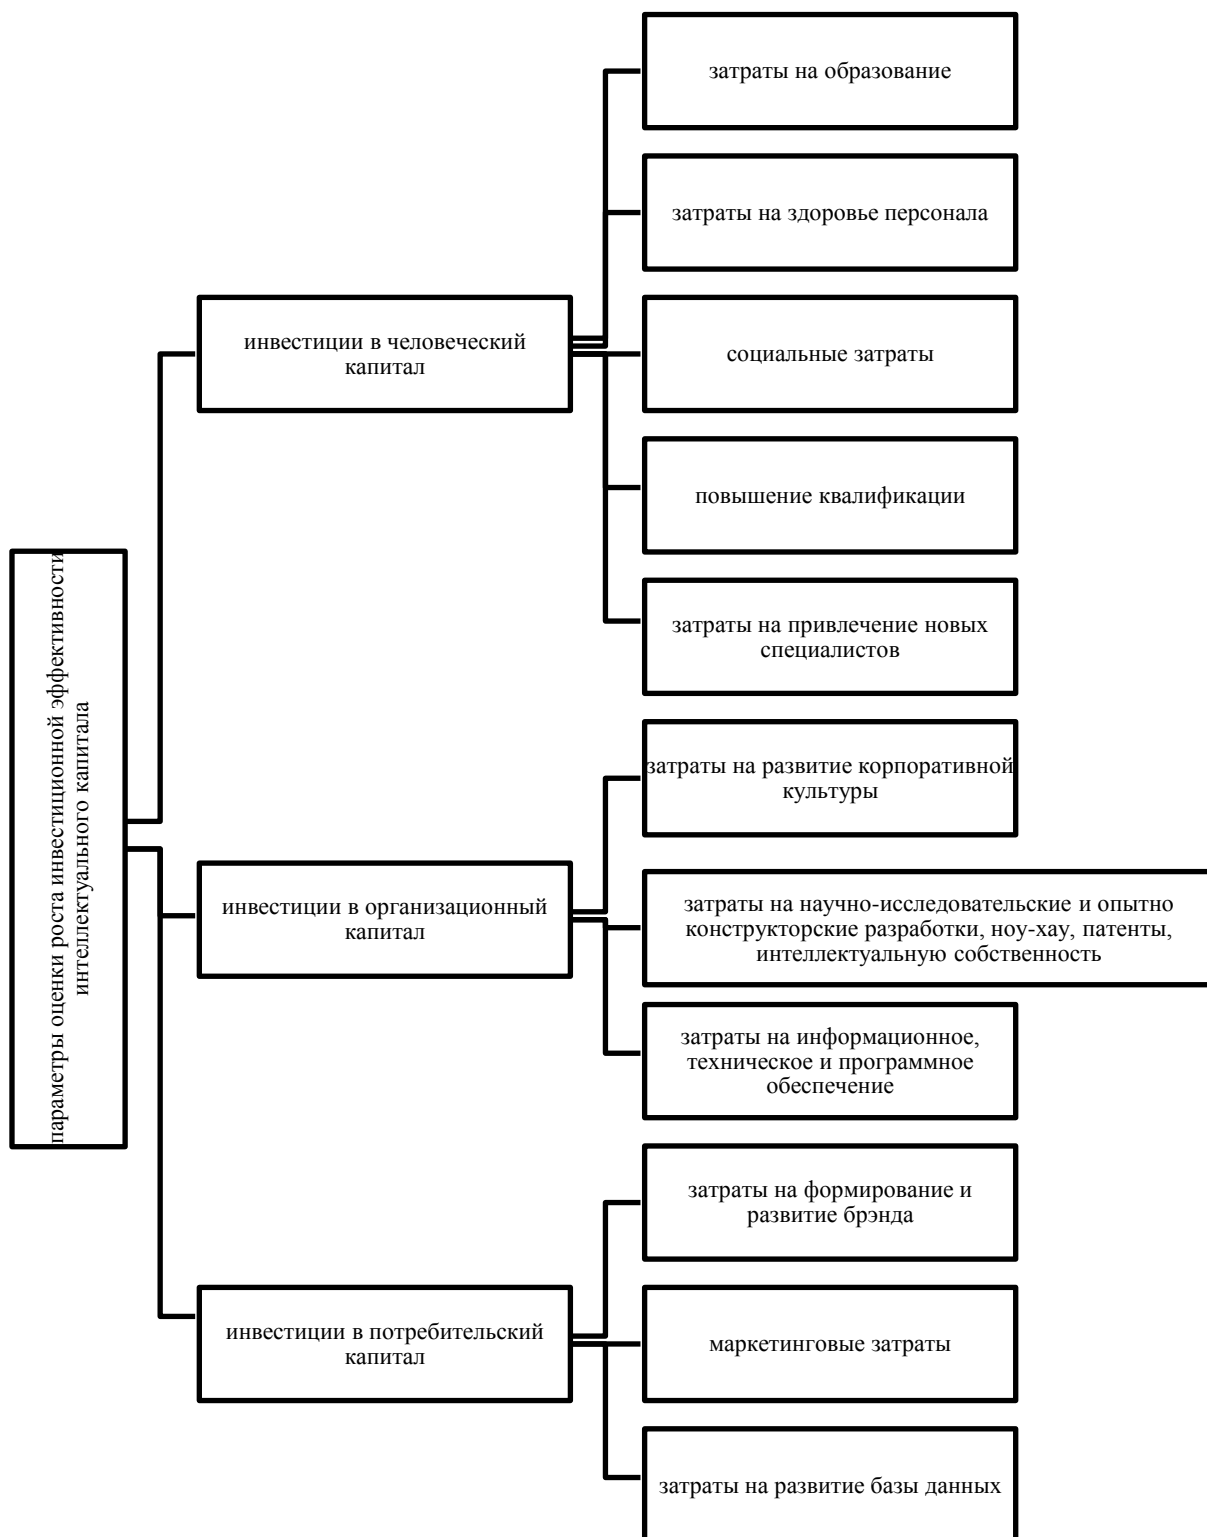 параметры оценки роста инвестиционной эффективности
интеллектуального капитала
инвестиции в человеческий
капитал
затраты на образование
затраты на здоровье персонала
социальные затраты
повышение квалификации
затраты на привлечение новых
специалистов
инвестиции в организационный
капитал
затраты на развитие корпоративной
культуры
затраты на научно-исследовательские и опытно
конструкторские разработки, ноу-хау, патенты,
интеллектуальную собственность
затраты на информационное,
техническое и программное
обеспечение
инвестиции в потребительский
капитал
затраты на формирование и
развитие брэнда
маркетинговые затраты
затраты на развитие базы данных